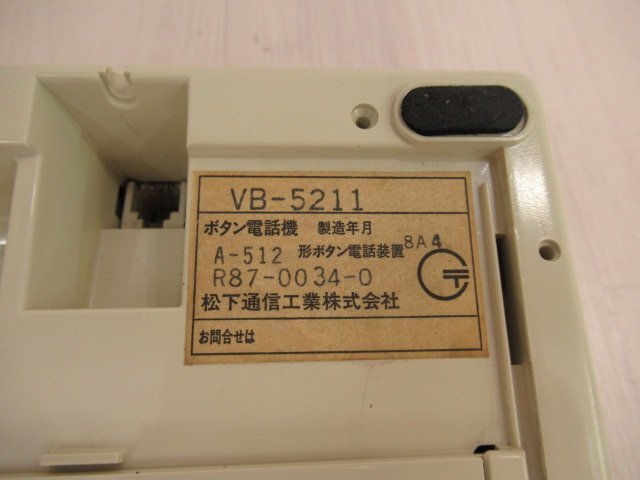 VB-5211
ボタン電話機 製造年月
A-512 形ボタン電話装置 8A4
R87-0034-0
松下通信工業株式会社
お問合せは